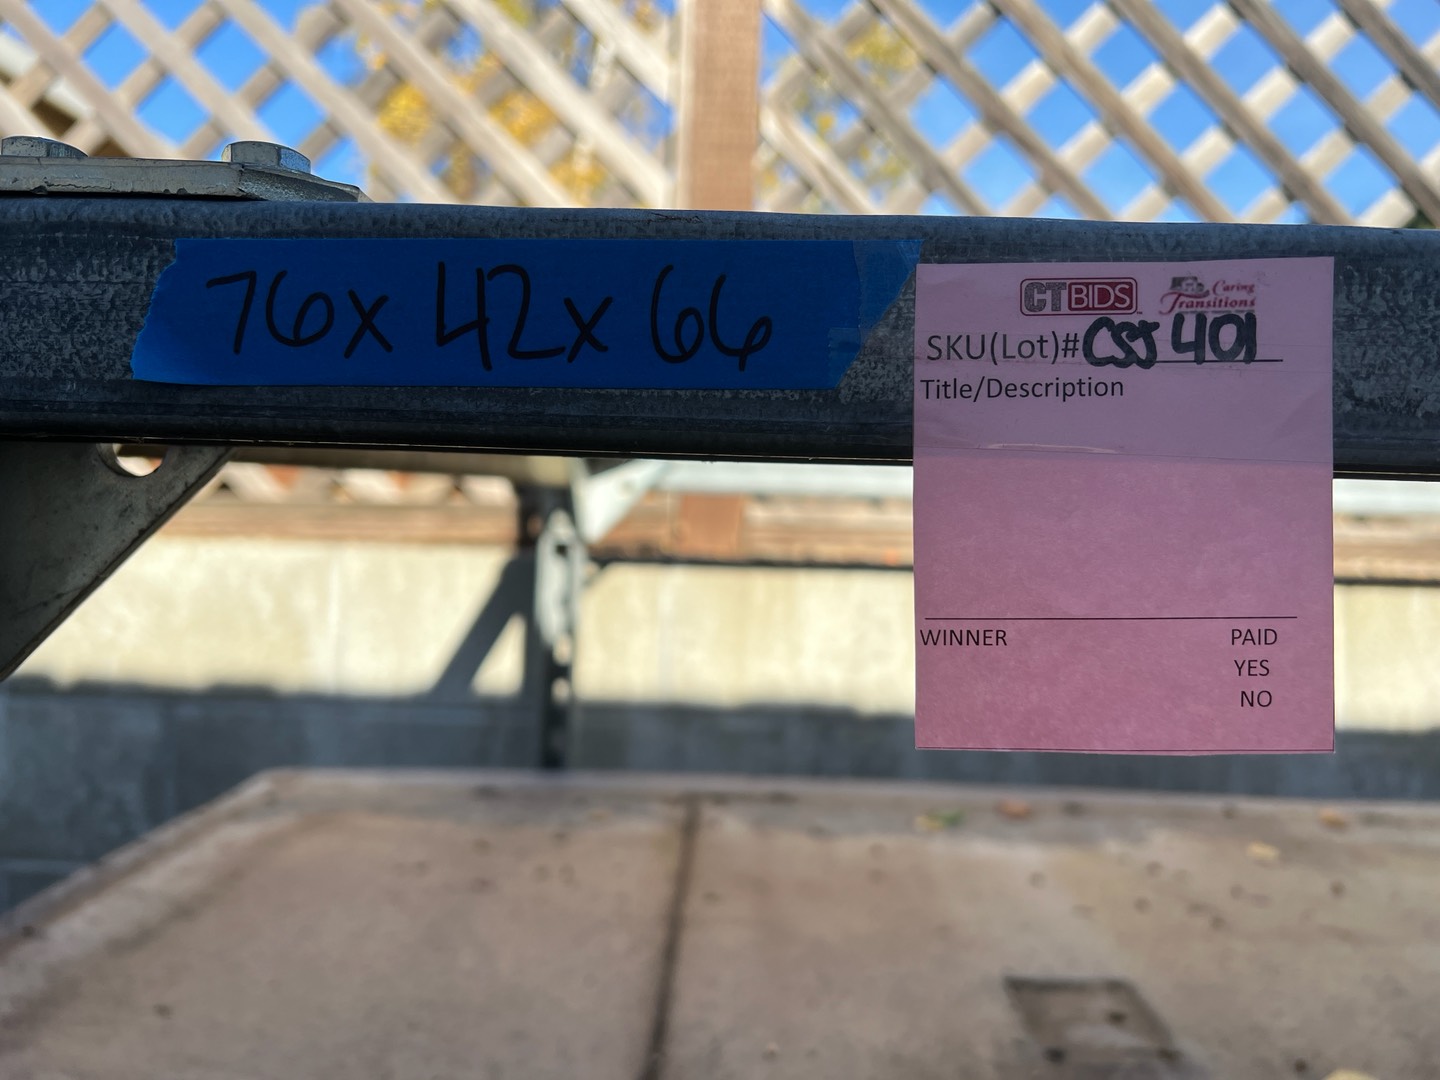 76x 42x 66
CTBIDS
Caring Transitions
SKU(Lot)# CSJ 401
Title/Description
WINNER PAID
YES
NO